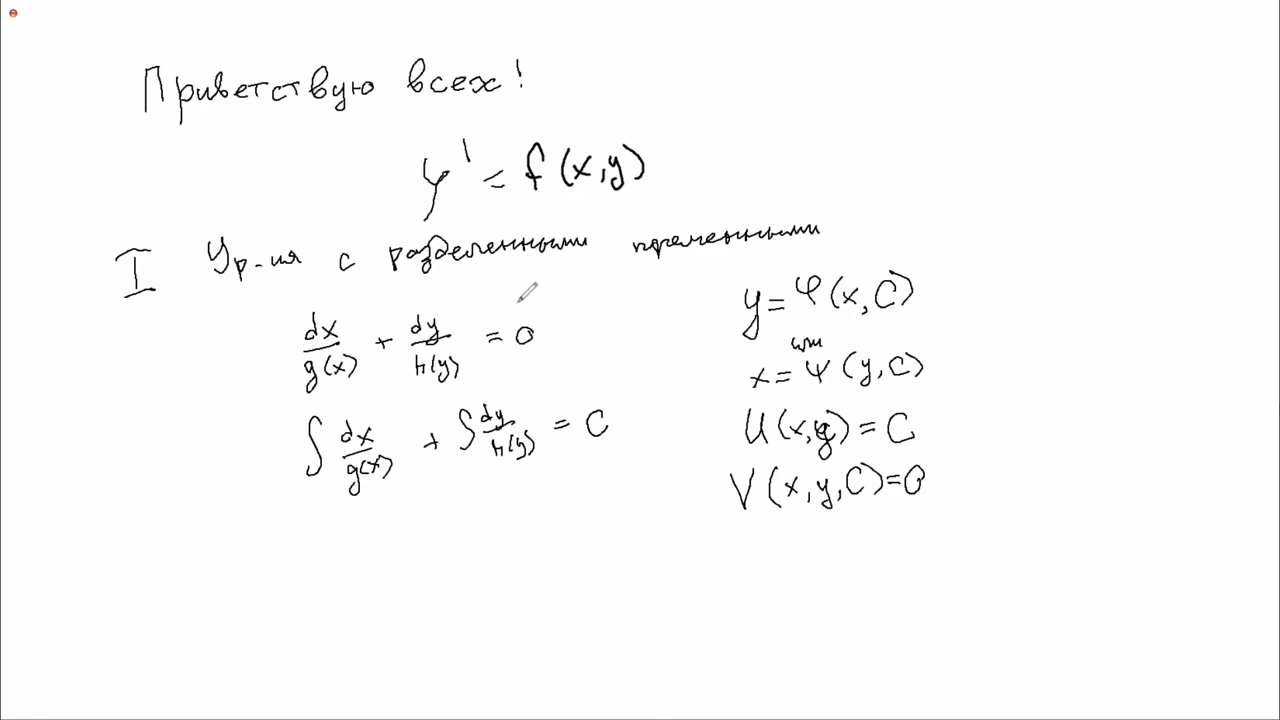 Приветствую всех!
y' = f(x,y)
I Ур-ия с разделенными переменными
dx/g(x) + dy/h(y) = 0
∫ dx/g(x) + ∫ dy/h(y) = C
y = φ(x, C)
или
x = ψ(y, C)
U(x,y) = C
V(x, y, C) = 0